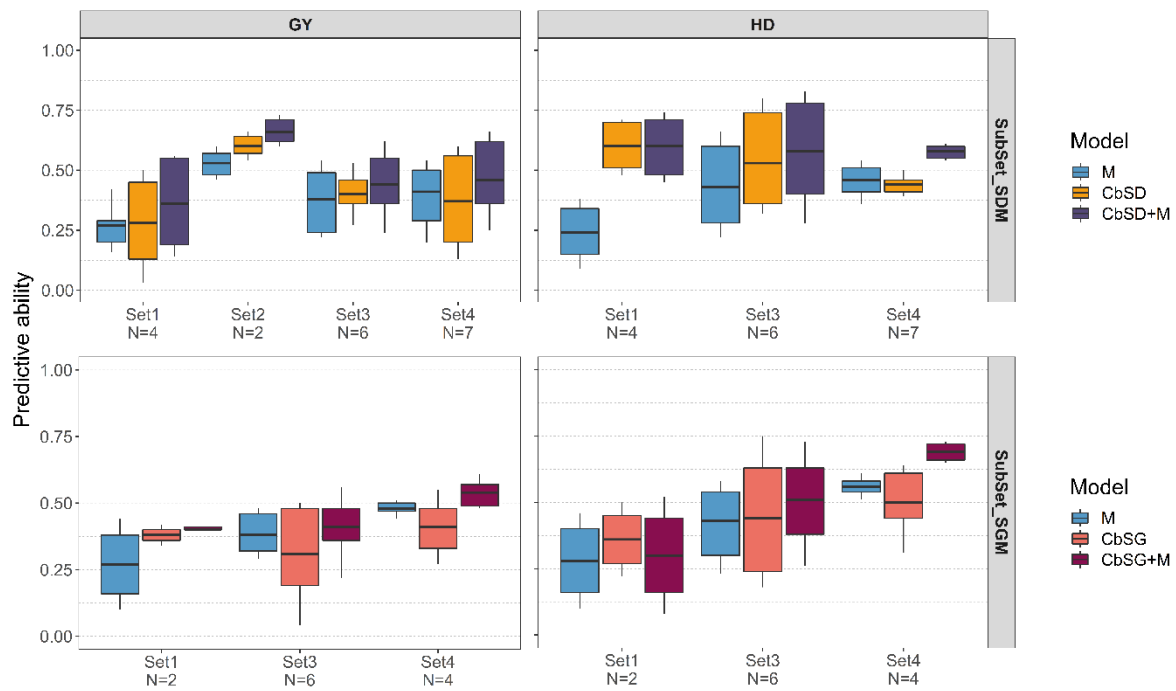 GY
HD
1.00
0.75
0.50
0.25
0.00
Set1
N=4
Set2
N=2
Set3
N=6
Set4
N=7
Set1
N=4
Set3
N=6
Set4
N=7
SubSet_SDM
Model
M
CbSD
CbSD+M
Predictive ability
1.00
0.75
0.50
0.25
0.00
Set1
N=2
Set3
N=6
Set4
N=4
Set1
N=2
Set3
N=6
Set4
N=4
SubSet_SGM
Model
M
CbSG
CbSG+M